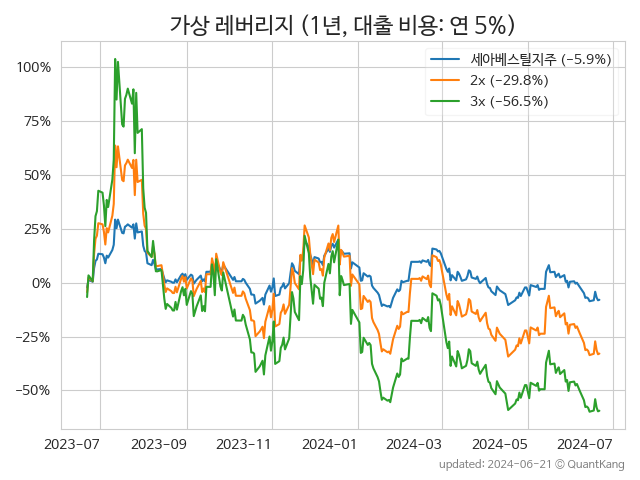 가상 레버리지 (1년, 대출 비용: 연 5%)
세아베스틸지주 (−5.9%)
2x (−29.8%)
3x (−56.5%)
100%
75%
50%
25%
0%
−25%
−50%
2023-07
2023-09
2023-11
2024-01
2024-03
2024-05
2024-07
updated: 2024-06-21 © QuantKang